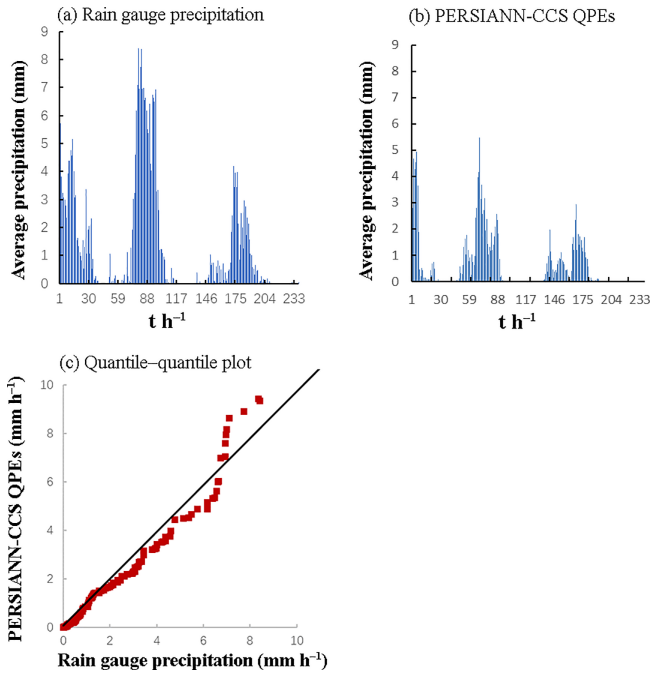 (a) Rain gauge precipitation
Average precipitation (mm)
9
8
7
6
5
4
3
2
1
0
1 30 59 88 117 146 175 204 233
t h⁻¹
(b) PERSIANN-CCS QPEs
Average precipitation (mm)
9
8
7
6
5
4
3
2
1
0
1 30 59 88 117 146 175 204 233
t h⁻¹
(c) Quantile–quantile plot
PERSIANN-CCS QPEs (mm h⁻¹)
10
8
6
4
2
0
0 2 4 6 8 10
Rain gauge precipitation (mm h⁻¹)